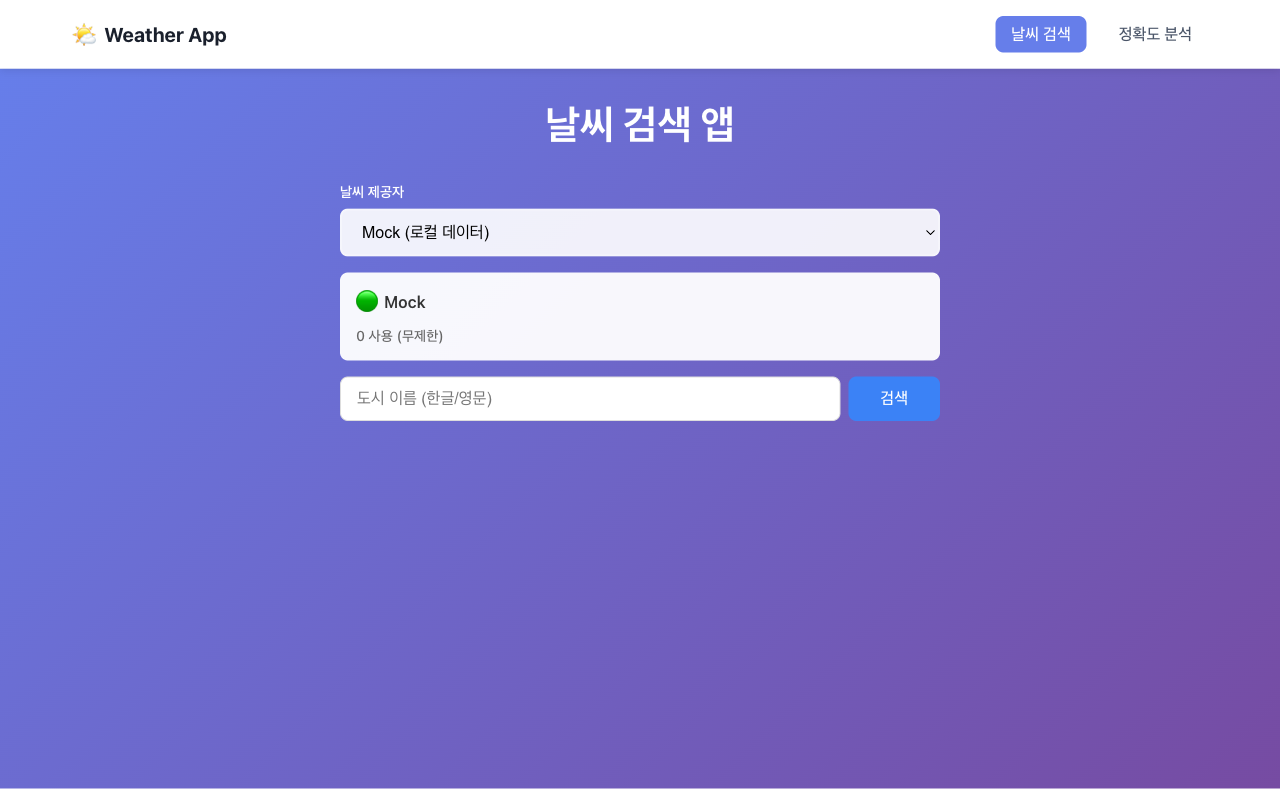 Weather App
날씨 검색
정확도 분석
날씨 검색 앱
날씨 제공자
Mock (로컬 데이터)
Mock
0 사용 (무제한)
도시 이름 (한글/영문)
검색